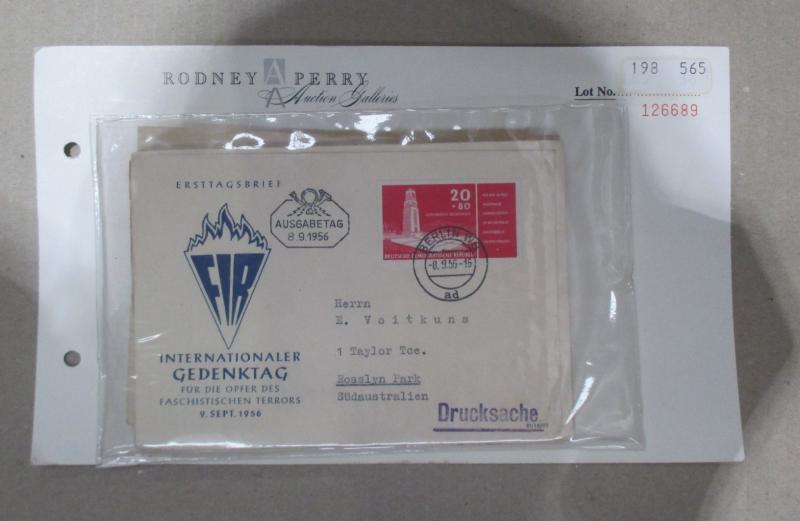 RODNEY A PERRY
Auction Galleries
Lot No.
198 565
126689
ERSTTAGSBRIEF
AUSGABETAG
8.9.1956
20
+80
DEUTSCHE DEMOKRATISCHE REPUBLIK
BERLIN
-8.9.56-16
ad
FIR
INTERNATIONALER
GEDENKTAG
FÜR DIE OPFER DES
FASCHISTISCHEN TERRORS
9. SEPT. 1956
Herrn
E. Voitkuns
1 Taylor Tce.
Rosslyn Park
Südaustralien
Drucksache